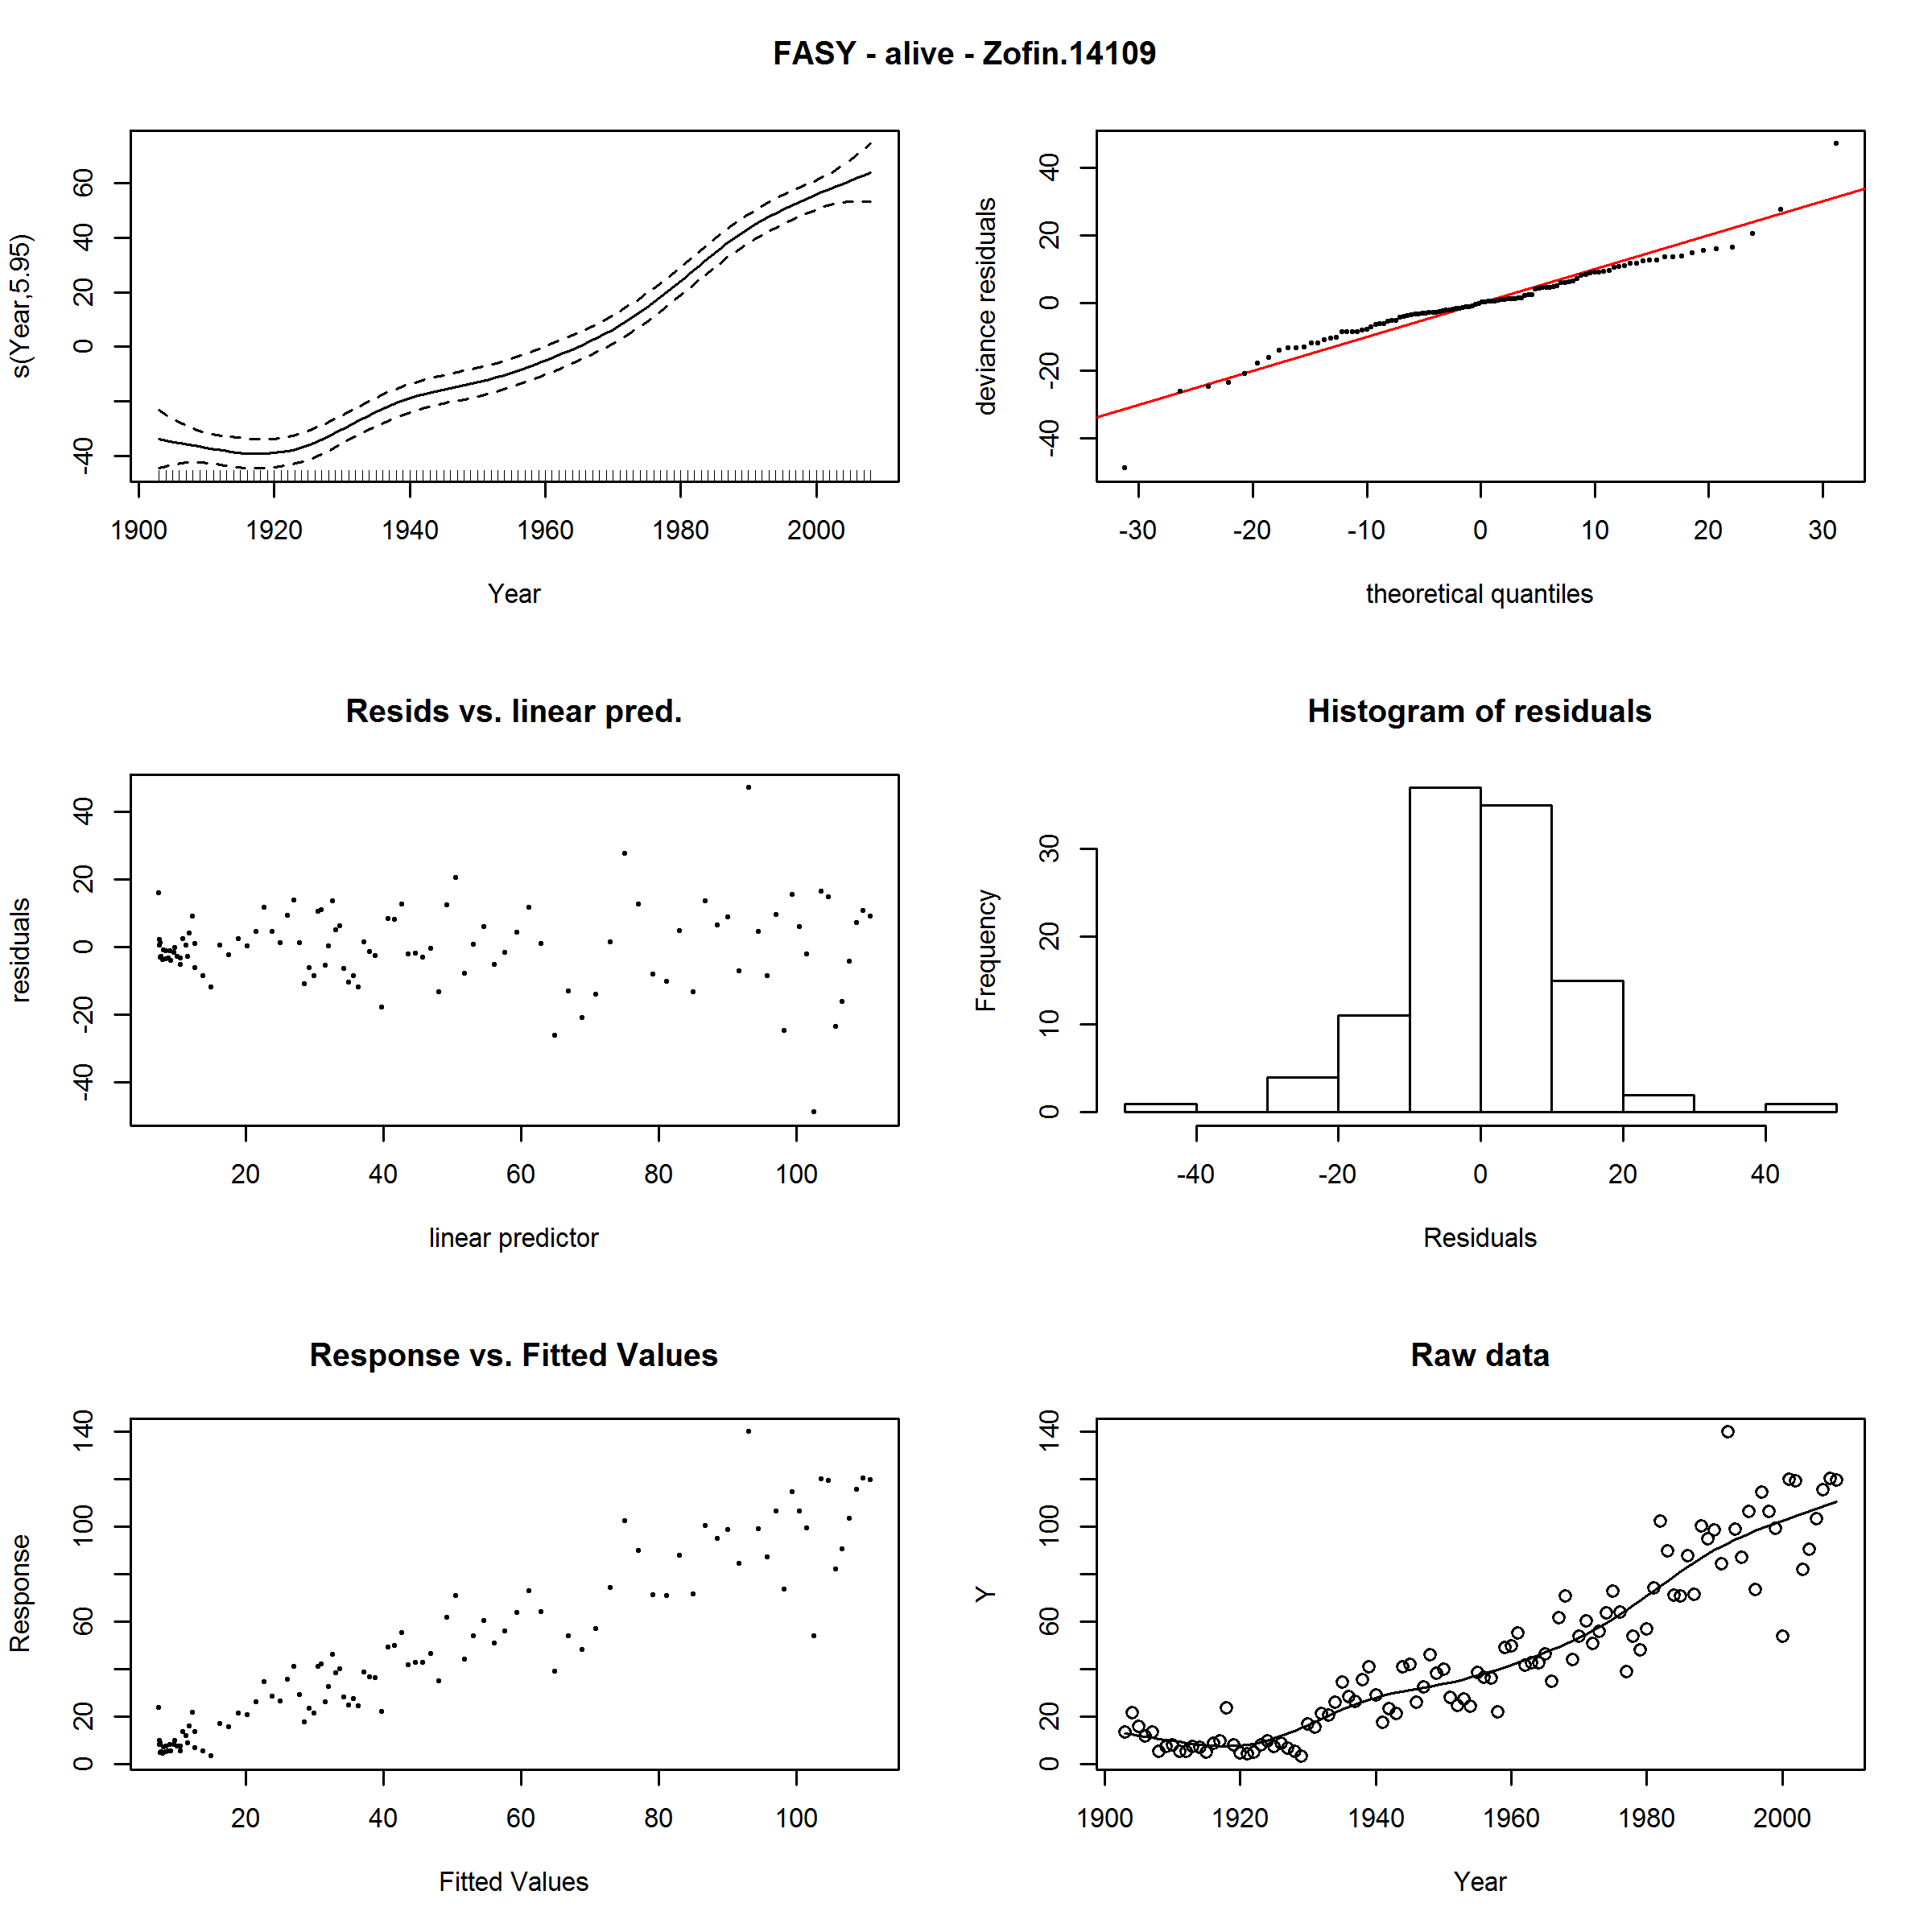 FASY - alive - Zofin.14109
s(Year,5.95)
-40 0 20 40 60
1900 1920 1940 1960 1980 2000
Year
deviance residuals
-40 -20 0 20 40
-30 -20 -10 0 10 20 30
theoretical quantiles
Resids vs. linear pred.
residuals
-40 -20 0 20 40
20 40 60 80 100
linear predictor
Histogram of residuals
Frequency
0 10 20 30
-40 -20 0 20 40
Residuals
Response vs. Fitted Values
Response
0 20 60 100 140
20 40 60 80 100
Fitted Values
Raw data
Y
0 20 60 100 140
1900 1920 1940 1960 1980 2000
Year